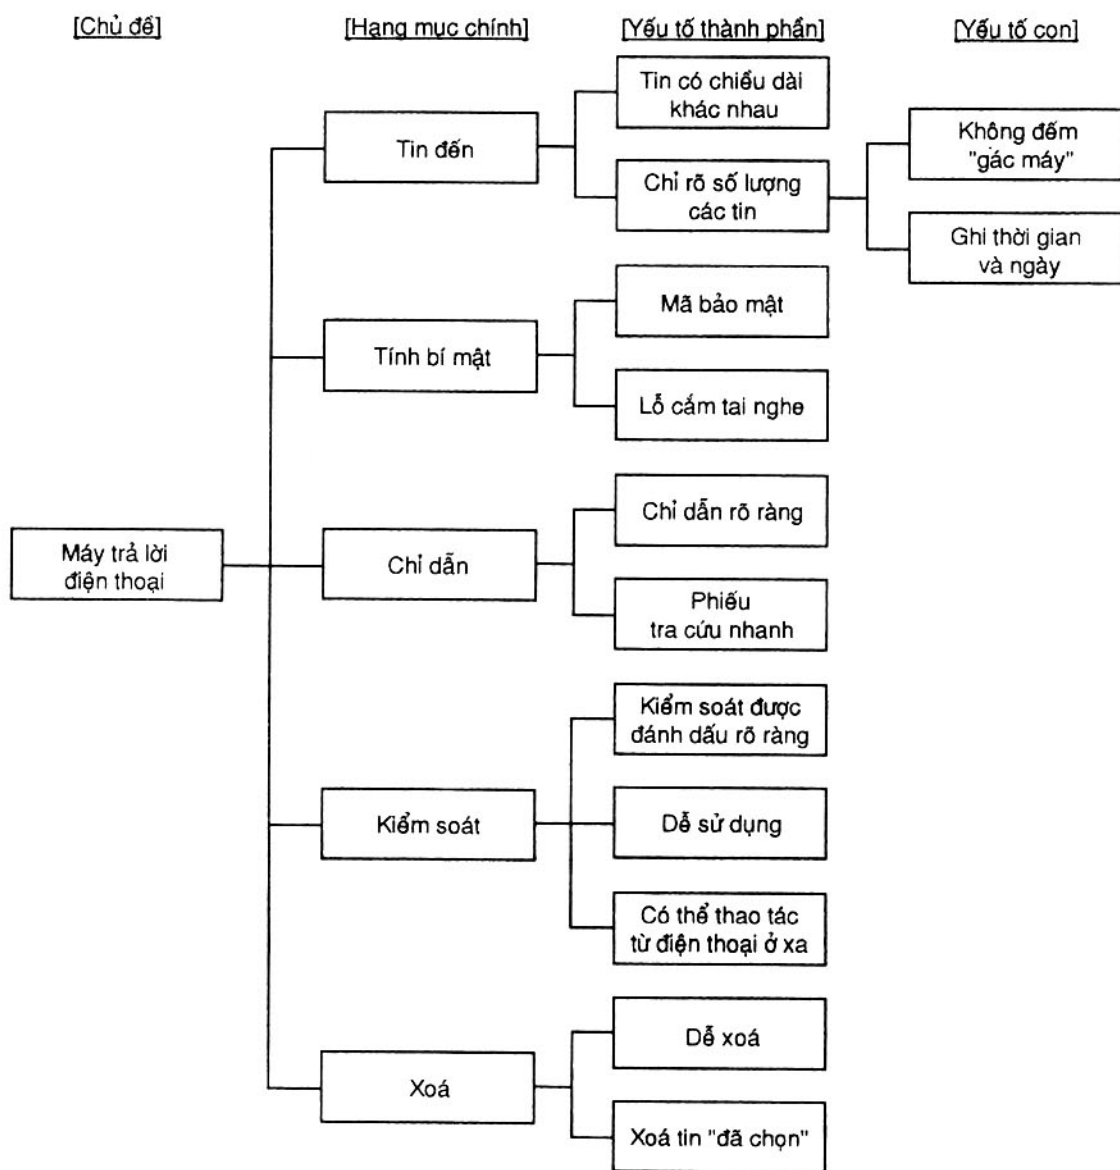 [Chủ đề]
[Hạng mục chính]
[Yếu tố thành phần]
[Yếu tố con]
Tin có chiều dài
khác nhau
Tin đến
Không đếm
"gác máy"
Chỉ rõ số lượng
các tin
Ghi thời gian
và ngày
Mã bảo mật
Tính bí mật
Lỗ cắm tai nghe
Chỉ dẫn rõ ràng
Máy trả lời
điện thoại
Chỉ dẫn
Phiếu
tra cứu nhanh
Kiểm soát được
đánh dấu rõ ràng
Kiểm soát
Dễ sử dụng
Có thể thao tác
từ điện thoại ở xa
Dễ xoá
Xoá
Xoá tin "đã chọn"